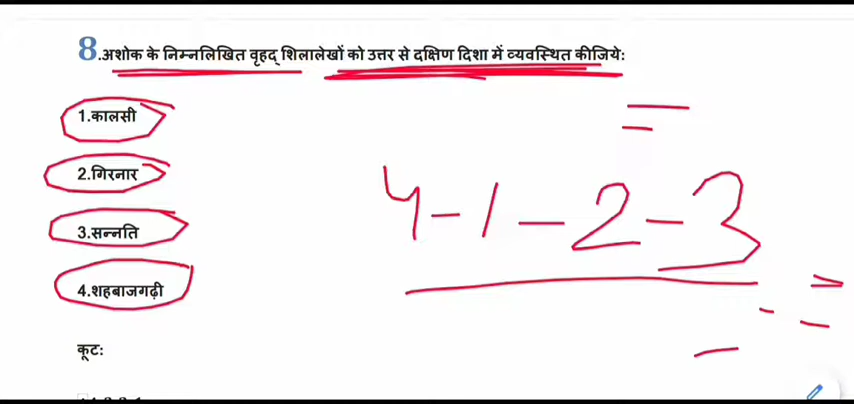 8.अशोक के निम्नलिखित वृहद् शिलालेखों को उत्तर से दक्षिण दिशा में व्यवस्थित कीजिये:
1.कालसी
2.गिरनार
4-1-2-3
3.सन्नति
4.शहबाजगढ़ी
कूट: